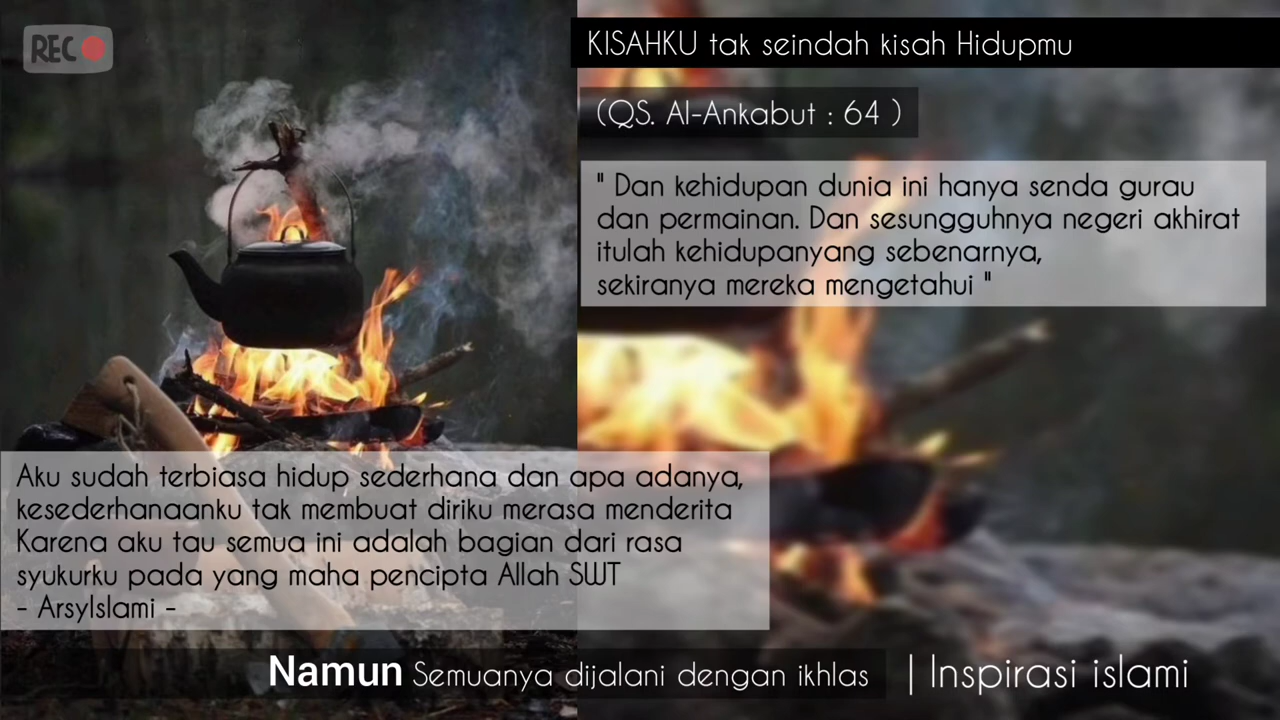 REC
KISAHKU tak seindah kisah Hidupmu
(QS. Al-Ankabut : 64 )
" Dan kehidupan dunia ini hanya senda gurau
dan permainan. Dan sesungguhnya negeri akhirat
itulah kehidupanyang sebenarnya,
sekiranya mereka mengetahui "
Aku sudah terbiasa hidup sederhana dan apa adanya,
kesederhanaanku tak membuat diriku merasa menderita
Karena aku tau semua ini adalah bagian dari rasa
syukurku pada yang maha pencipta Allah SWT
- ArsyIslami -
Namun Semuanya dijalani dengan ikhlas | Inspirasi islami